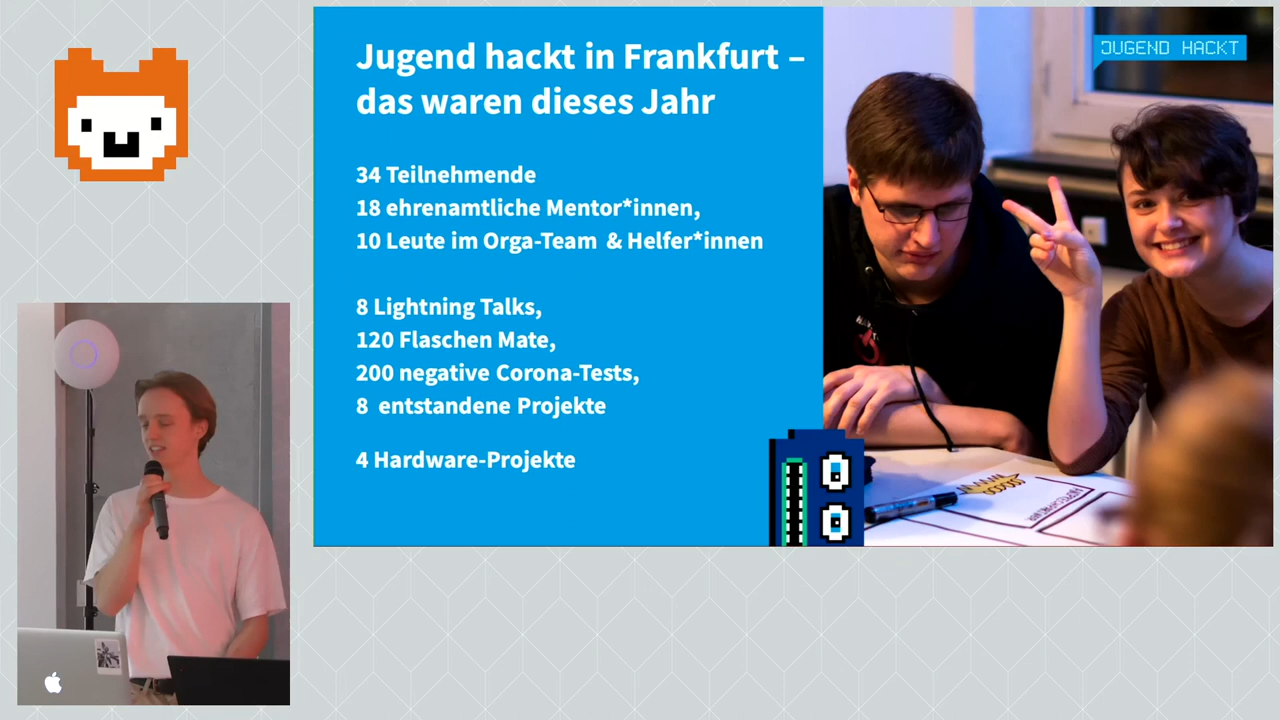 Jugend hackt in Frankfurt –
das waren dieses Jahr
34 Teilnehmende
18 ehrenamtliche Mentor*innen,
10 Leute im Orga-Team & Helfer*innen
8 Lightning Talks,
120 Flaschen Mate,
200 negative Corona-Tests,
8 entstandene Projekte
4 Hardware-Projekte
JUGEND HACKT